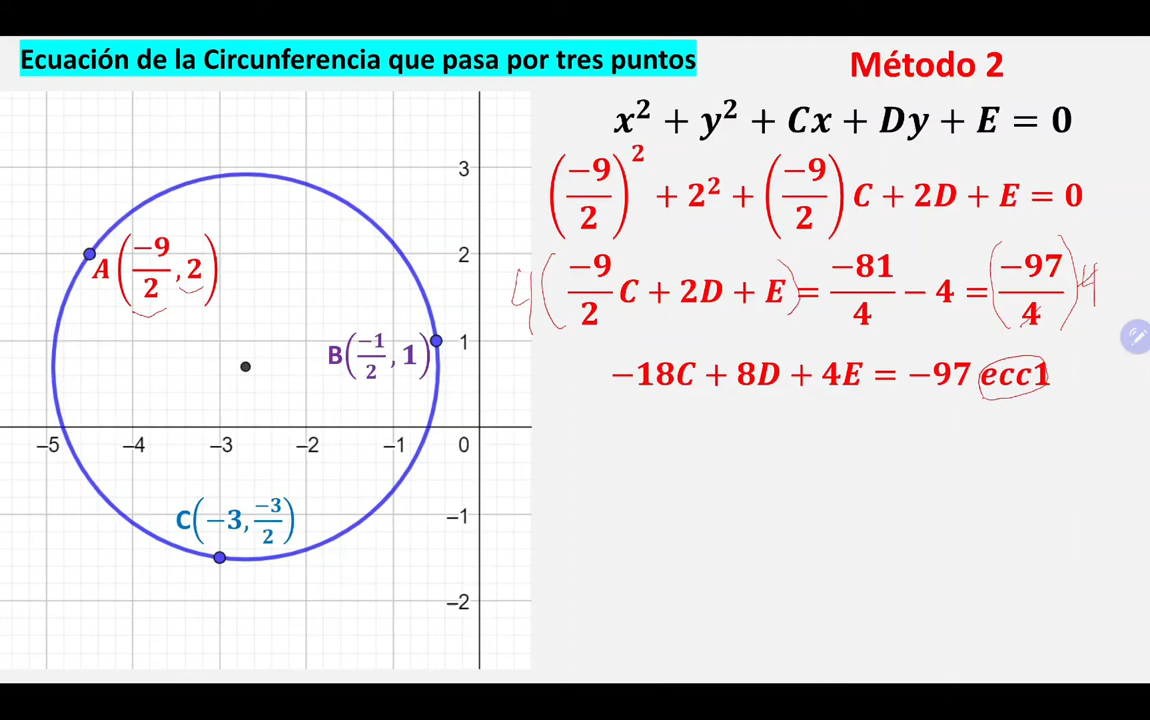 Ecuación de la Circunferencia que pasa por tres puntos
Método 2
x² + y² + Cx + Dy + E = 0
(-9/2)² + 2² + (-9/2) C + 2D + E = 0
4 (-9/2 C + 2D + E) = -81/4 − 4 = (-97/4) 4
−18C + 8D + 4E = −97 ecc1
A(-9/2, 2)
B(-1/2, 1)
C(−3, -3/2)
3
2
1
−5 −4 −3 −2 −1 0
−1
−2